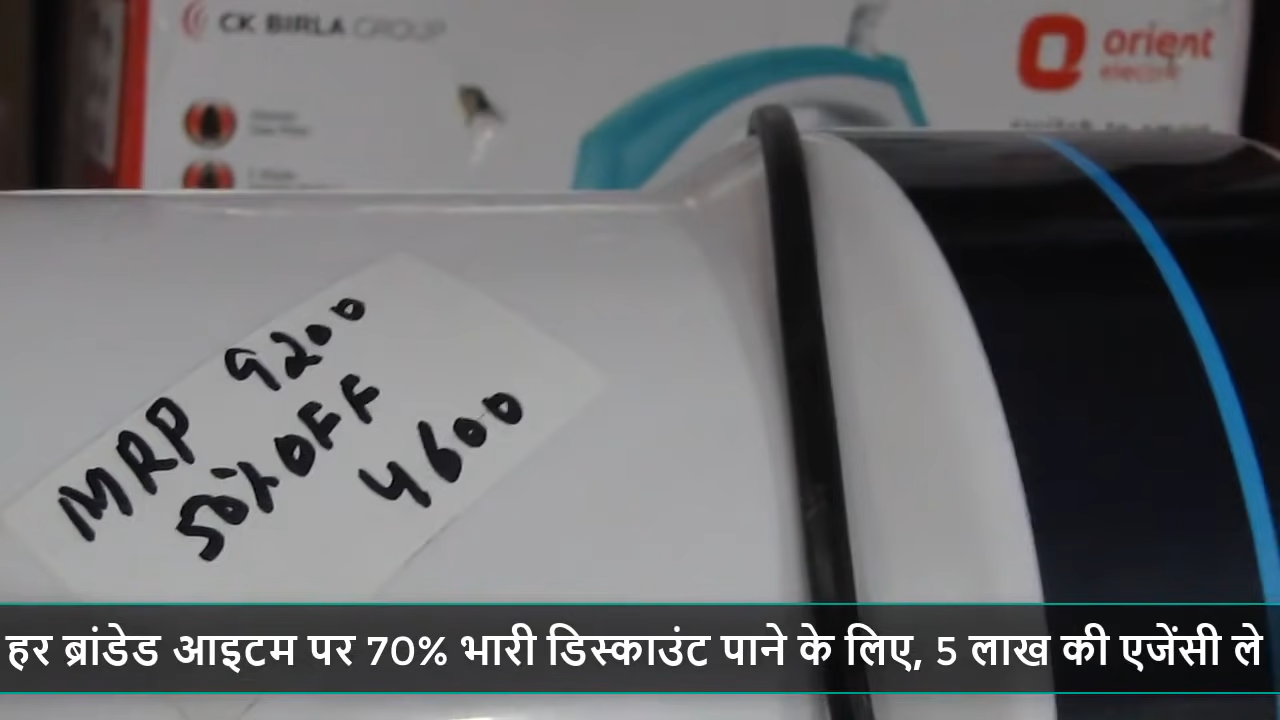 CK BIRLA GROUP
orient
electric
MRP 9200
50% OFF
4600
हर ब्रांडेड आइटम पर 70% भारी डिस्काउंट पाने के लिए, 5 लाख की एजेंसी ले